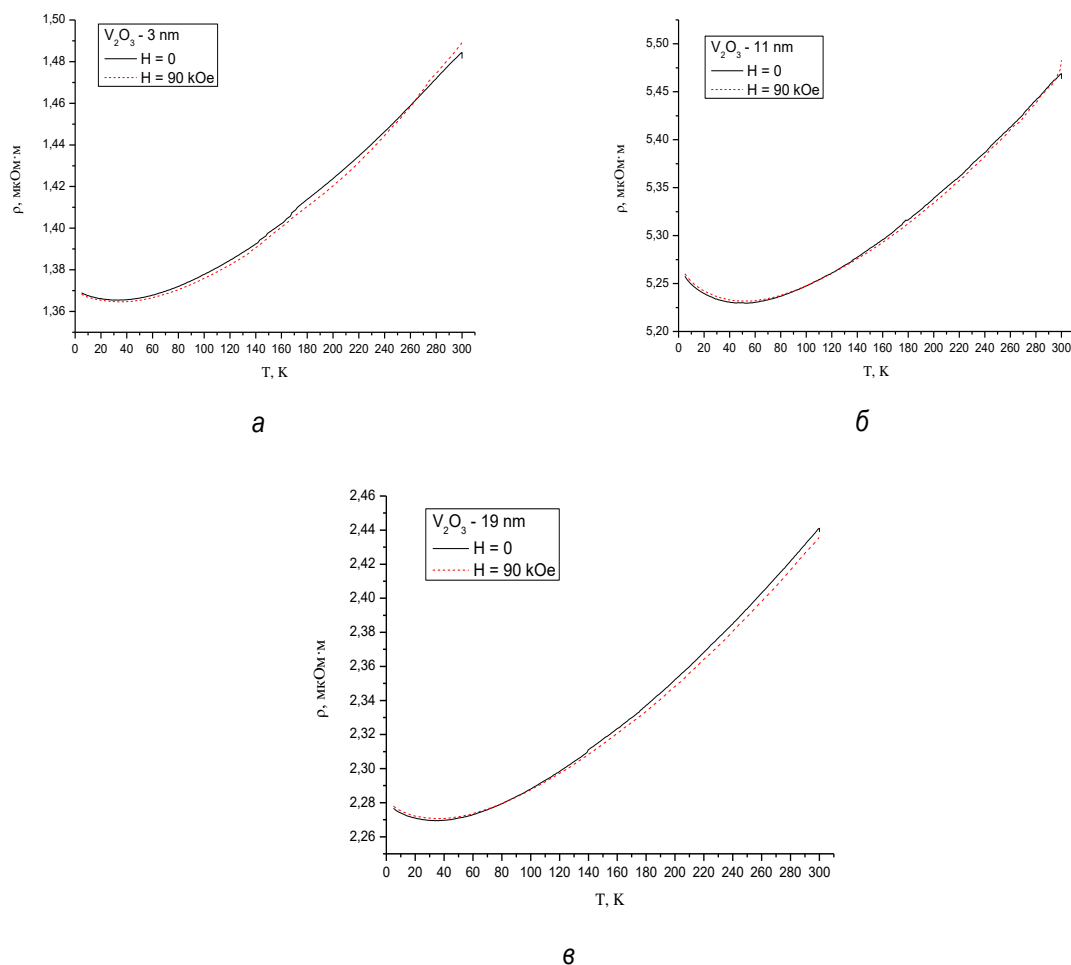 V2O3 - 3 nm
H = 0
H = 90 kOe
ρ, мкОм·м
1,50
1,48
1,46
1,44
1,42
1,40
1,38
1,36
0 20 40 60 80 100 120 140 160 180 200 220 240 260 280 300
T, K
а
V2O3 - 11 nm
H = 0
H = 90 kOe
ρ, мкОм·м
5,50
5,45
5,40
5,35
5,30
5,25
5,20
0 20 40 60 80 100 120 140 160 180 200 220 240 260 280 300
T, K
б
V2O3 - 19 nm
H = 0
H = 90 kOe
ρ, мкОм·м
2,46
2,44
2,42
2,40
2,38
2,36
2,34
2,32
2,30
2,28
2,26
0 20 40 60 80 100 120 140 160 180 200 220 240 260 280 300
T, K
в